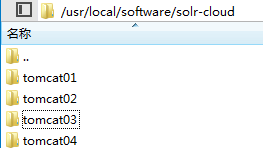 /usr/local/software/solr-cloud
名称
..
tomcat01
tomcat02
tomcat03
tomcat04